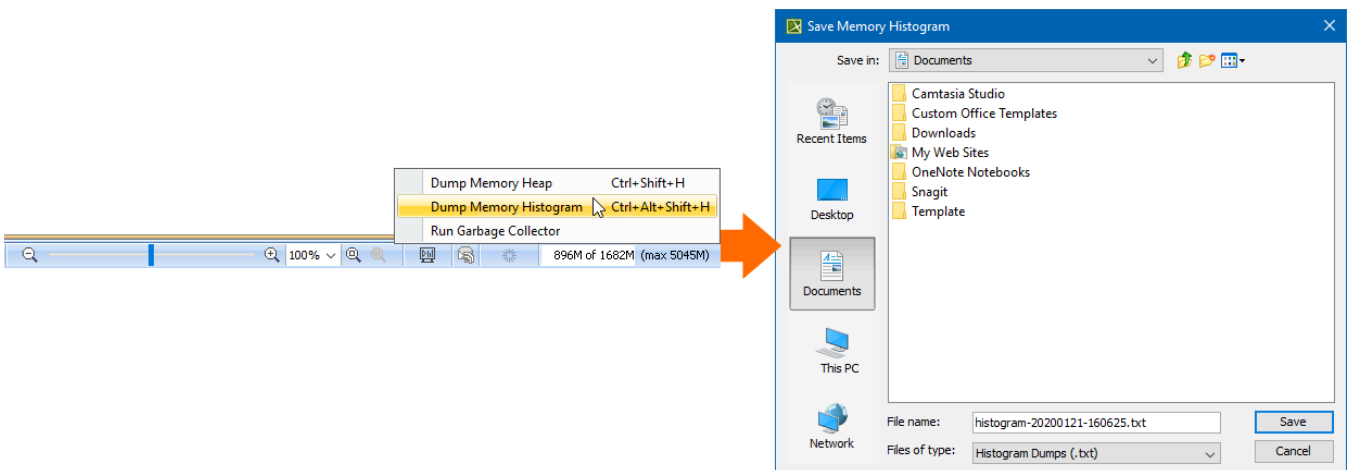 Save Memory Histogram
Save in: Documents
Camtasia Studio
Custom Office Templates
Downloads
My Web Sites
OneNote Notebooks
Snagit
Template
Recent Items
Desktop
Documents
This PC
Network
File name: histogram-20200121-160625.txt Save
Files of type: Histogram Dumps (.txt) Cancel
Dump Memory Heap Ctrl+Shift+H
Dump Memory Histogram Ctrl+Alt+Shift+H
Run Garbage Collector
100% 896M of 1682M (max 5045M)